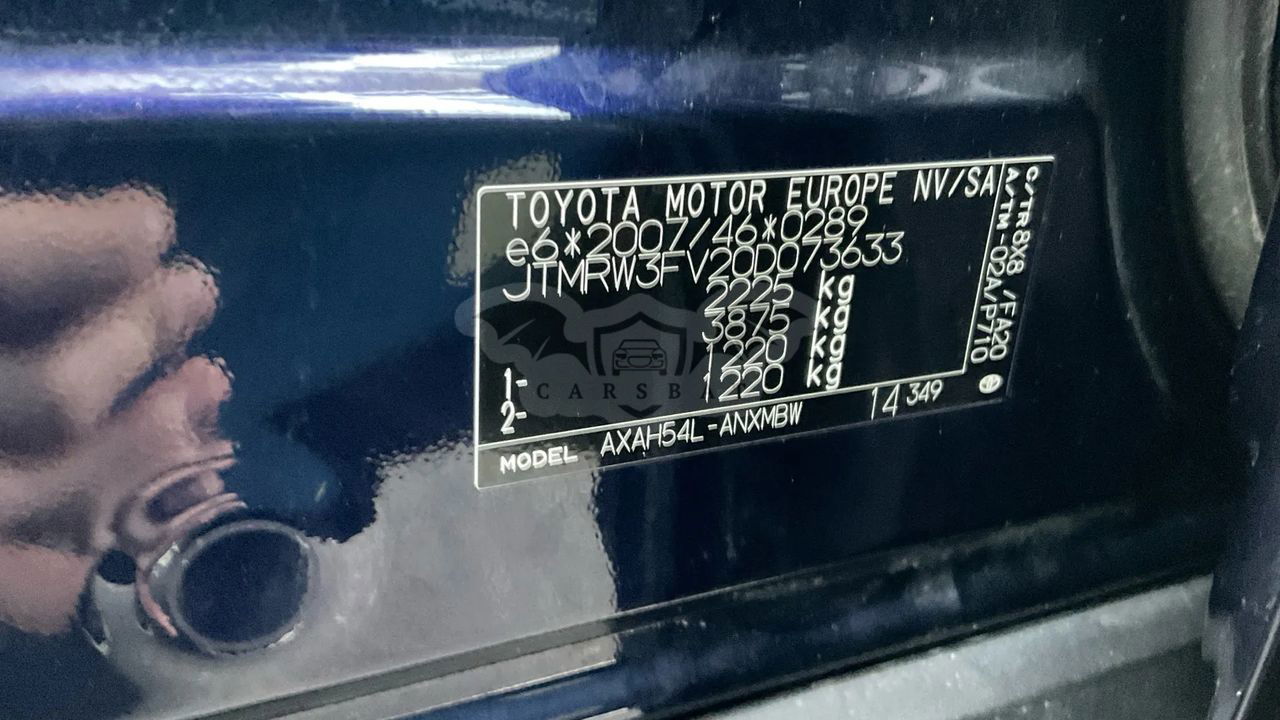 TOYOTA MOTOR EUROPE NV/SA
e6*2007/46*0289
JTMRW3FV20D073633
2225 kg
3875 kg
1- 1220 kg
2- 1220 kg
MODEL AXAH54L-ANXMBW 14 349
C/TR 8X8 /FA20
A/TM -02A/P710
CARSBA